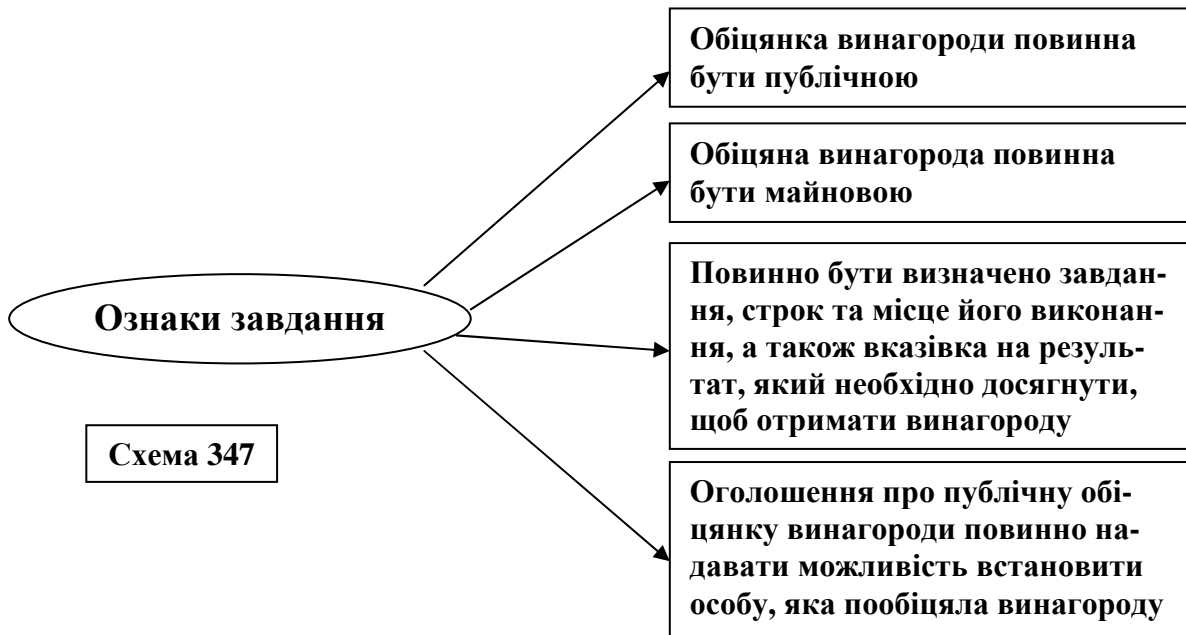 Обіцянка винагороди повинна
бути публічною
Обіцяна винагорода повинна
бути майновою
Ознаки завдання
Повинно бути визначено завдан-
ня, строк та місце його виконан-
ня, а також вказівка на резуль-
тат, який необхідно досягнути,
щоб отримати винагороду
Схема 347
Оголошення про публічну обі-
цянку винагороди повинно на-
давати можливість встановити
особу, яка пообіцяла винагороду